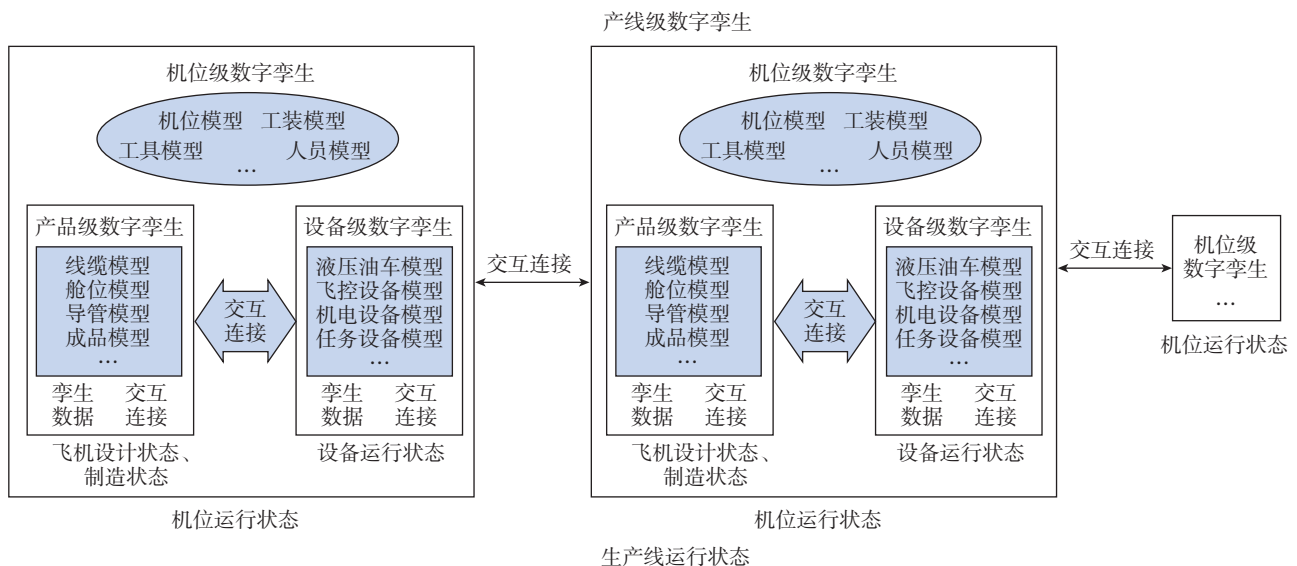 产线级数字孪生
机位级数字孪生
机位模型 工装模型
工具模型 人员模型
…
产品级数字孪生
线缆模型
舱位模型
导管模型
成品模型
…
孪生 交互
数据 连接
飞机设计状态、
制造状态
交互
连接
设备级数字孪生
液压油车模型
飞控设备模型
机电设备模型
任务设备模型
…
孪生 交互
数据 连接
设备运行状态
机位运行状态
交互连接
机位级数字孪生
机位模型 工装模型
工具模型 人员模型
…
产品级数字孪生
线缆模型
舱位模型
导管模型
成品模型
…
孪生 交互
数据 连接
飞机设计状态、
制造状态
交互
连接
设备级数字孪生
液压油车模型
飞控设备模型
机电设备模型
任务设备模型
…
孪生 交互
数据 连接
设备运行状态
机位运行状态
交互连接
机位级
数字孪生
…
机位运行状态
生产线运行状态